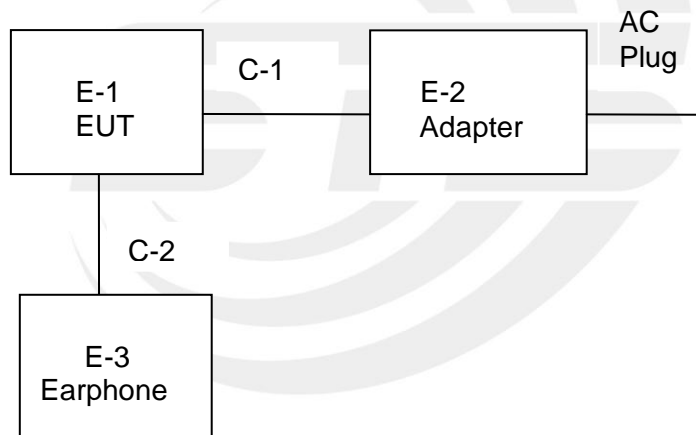 AC
Plug
C-1
E-1
EUT
E-2
Adapter
C-2
E-3
Earphone